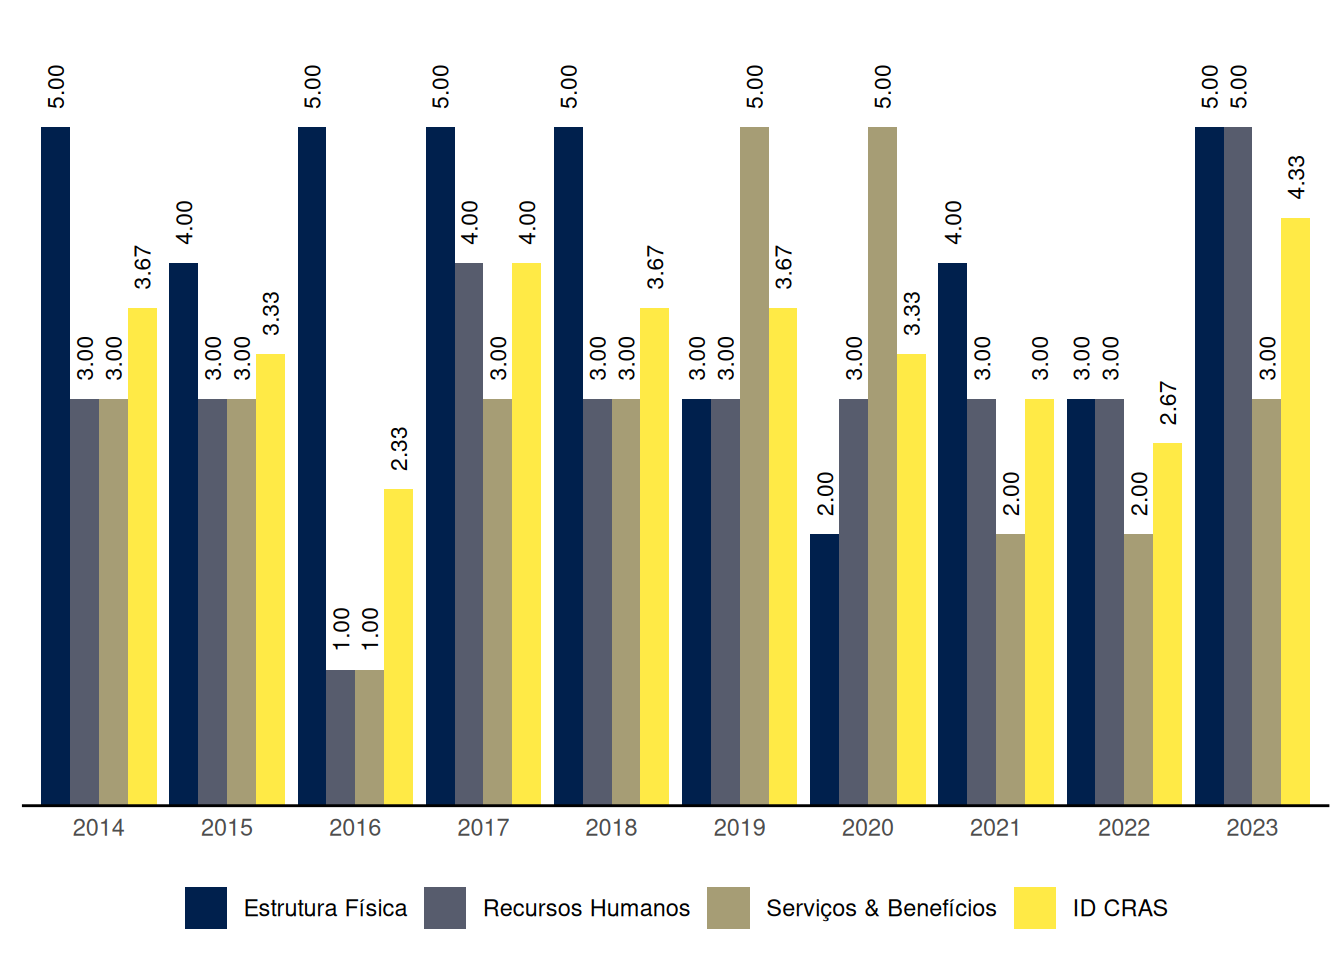 5.00 3.00 3.00 3.67
4.00 3.00 3.00 3.33
5.00 1.00 1.00 2.33
5.00 4.00 3.00 4.00
5.00 3.00 3.00 3.67
3.00 3.00 5.00 3.67
2.00 3.00 5.00 3.33
4.00 3.00 2.00 3.00
3.00 3.00 2.00 2.67
5.00 5.00 3.00 4.33
2014 2015 2016 2017 2018 2019 2020 2021 2022 2023
Estrutura Física Recursos Humanos Serviços & Benefícios ID CRAS